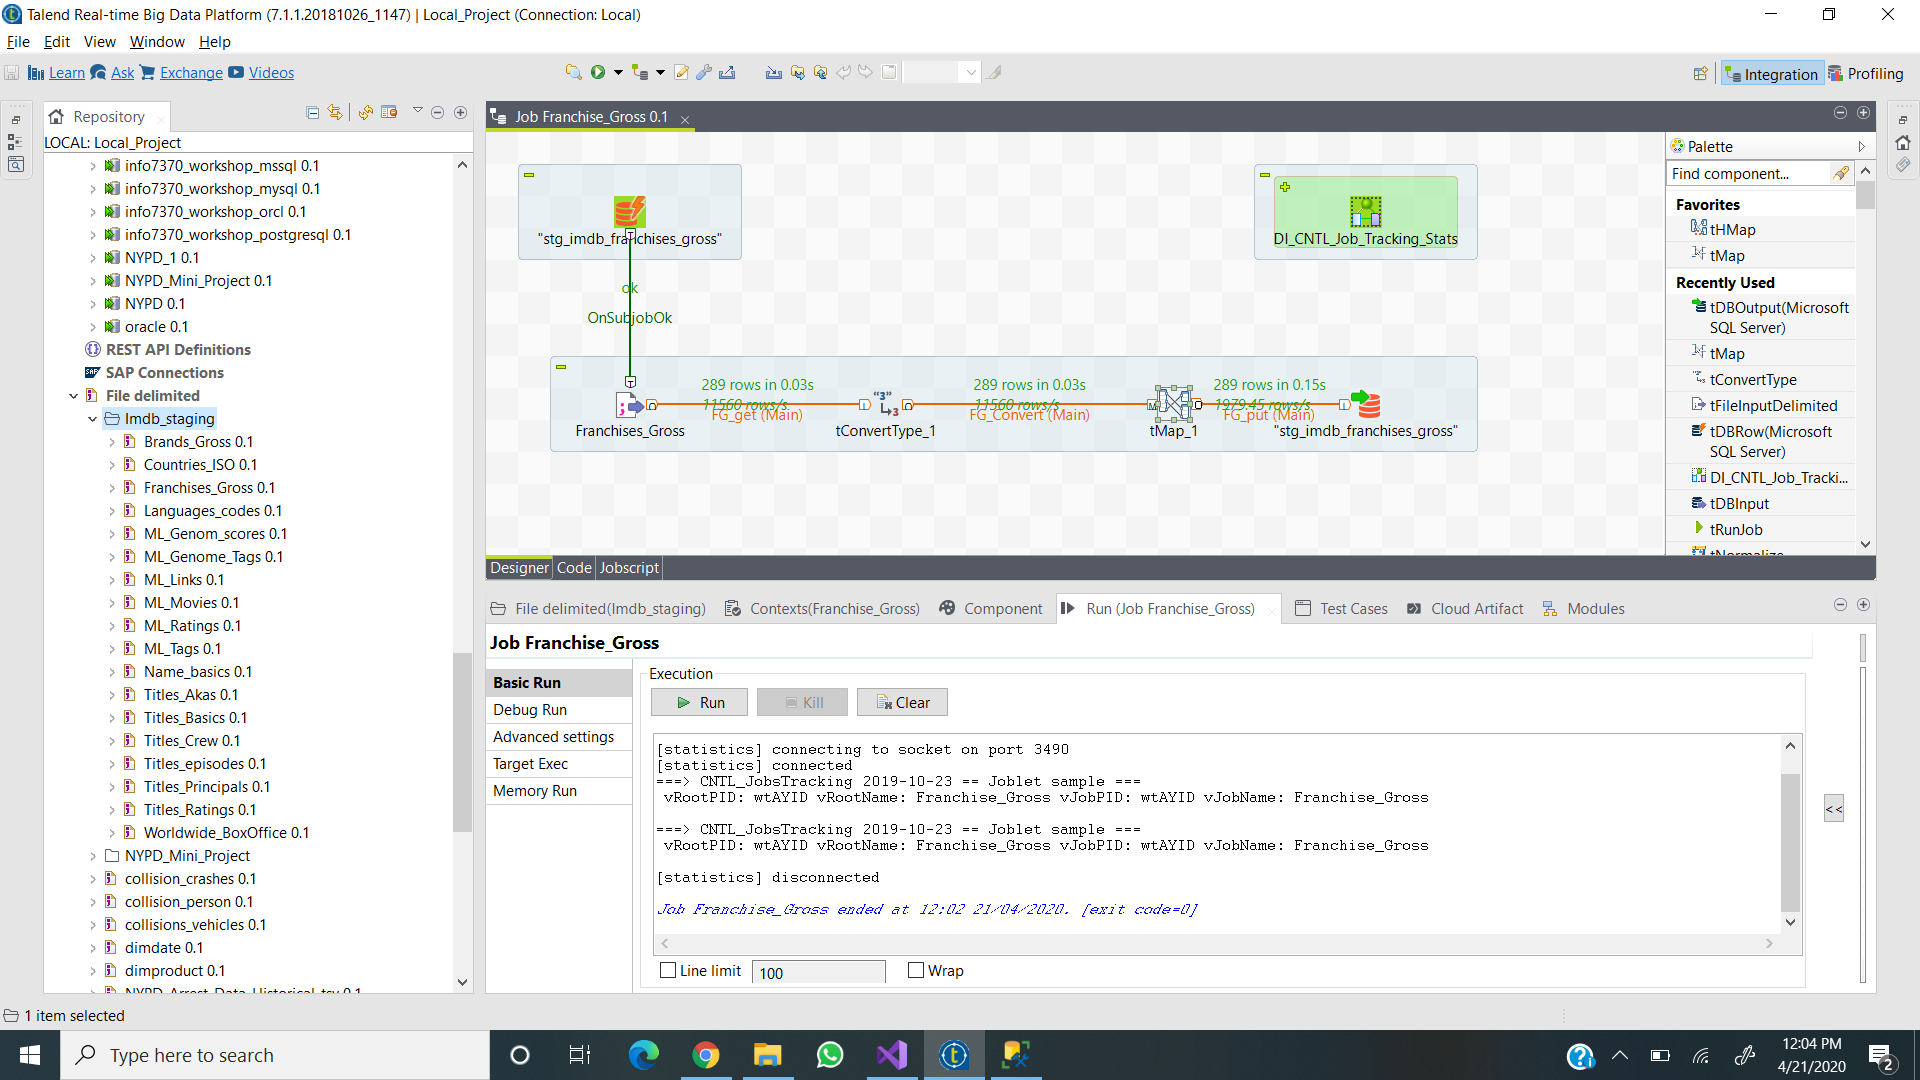 Talend Real-time Big Data Platform (7.1.1.20181026_1147) | Local_Project (Connection: Local)
File Edit View Window Help
Learn Ask Exchange Videos
Integration Profiling
Repository
LOCAL: Local_Project
info7370_workshop_mssql 0.1
info7370_workshop_mysql 0.1
info7370_workshop_orcl 0.1
info7370_workshop_postgresql 0.1
NYPD_1 0.1
NYPD_Mini_Project 0.1
NYPD 0.1
oracle 0.1
REST API Definitions
SAP Connections
File delimited
Imdb_staging
Brands_Gross 0.1
Countries_ISO 0.1
Franchises_Gross 0.1
Languages_codes 0.1
ML_Genom_scores 0.1
ML_Genome_Tags 0.1
ML_Links 0.1
ML_Movies 0.1
ML_Ratings 0.1
ML_Tags 0.1
Name_basics 0.1
Titles_Akas 0.1
Titles_Basics 0.1
Titles_Crew 0.1
Titles_episodes 0.1
Titles_Principals 0.1
Titles_Ratings 0.1
Worldwide_BoxOffice 0.1
NYPD_Mini_Project
collision_crashes 0.1
collision_person 0.1
collisions_vehicles 0.1
dimdate 0.1
dimproduct 0.1
NYPD_Arrest_Data_Historical_tsv 0.1
1 item selected
Job Franchise_Gross 0.1
"stg_imdb_franchises_gross"
DI_CNTL_Job_Tracking_Stats
ok
OnSubjobOk
289 rows in 0.03s
11560 rows/s
FG_get (Main)
289 rows in 0.03s
11560 rows/s
FG_Convert (Main)
289 rows in 0.15s
1979.45 rows/s
FG_put (Main)
Franchises_Gross
tConvertType_1
tMap_1
"stg_imdb_franchises_gross"
Designer Code Jobscript
Palette
Find component...
Favorites
tHMap
tMap
Recently Used
tDBOutput(Microsoft
SQL Server)
tMap
tConvertType
tFileInputDelimited
tDBRow(Microsoft
SQL Server)
DI_CNTL_Job_Tracki...
tDBInput
tRunJob
tNormalize
File delimited(Imdb_staging) Contexts(Franchise_Gross) Component Run (Job Franchise_Gross) Test Cases Cloud Artifact Modules
Job Franchise_Gross
Basic Run
Debug Run
Advanced settings
Target Exec
Memory Run
Execution
Run Kill Clear
[statistics] connecting to socket on port 3490
[statistics] connected
===> CNTL_JobsTracking 2019-10-23 == Joblet sample ===
vRootPID: wtAYID vRootName: Franchise_Gross vJobPID: wtAYID vJobName: Franchise_Gross
===> CNTL_JobsTracking 2019-10-23 == Joblet sample ===
vRootPID: wtAYID vRootName: Franchise_Gross vJobPID: wtAYID vJobName: Franchise_Gross
[statistics] disconnected
Job Franchise_Gross ended at 12:02 21/04/2020. [exit code=0]
<<
Line limit 100 Wrap
Type here to search
12:04 PM
4/21/2020
2